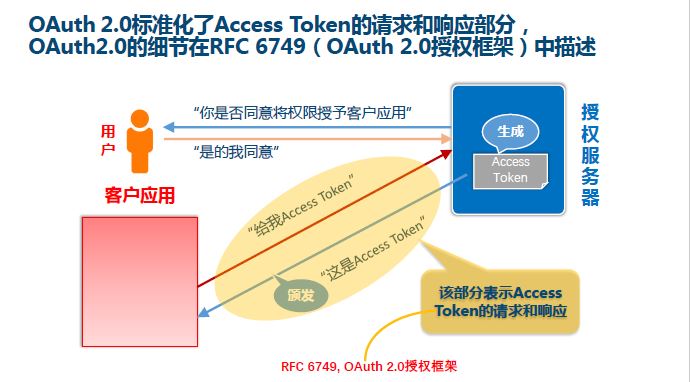 OAuth 2.0标准化了Access Token的请求和响应部分，
OAuth2.0的细节在RFC 6749（OAuth 2.0授权框架）中描述
“你是否同意将权限授予客户应用”
用户
“是的我同意”
生成
Access
Token
授权服务器
客户应用
“给我Access Token”
“这是Access Token”
颁发
该部分表示Access
Token的请求和响应
RFC 6749, OAuth 2.0授权框架